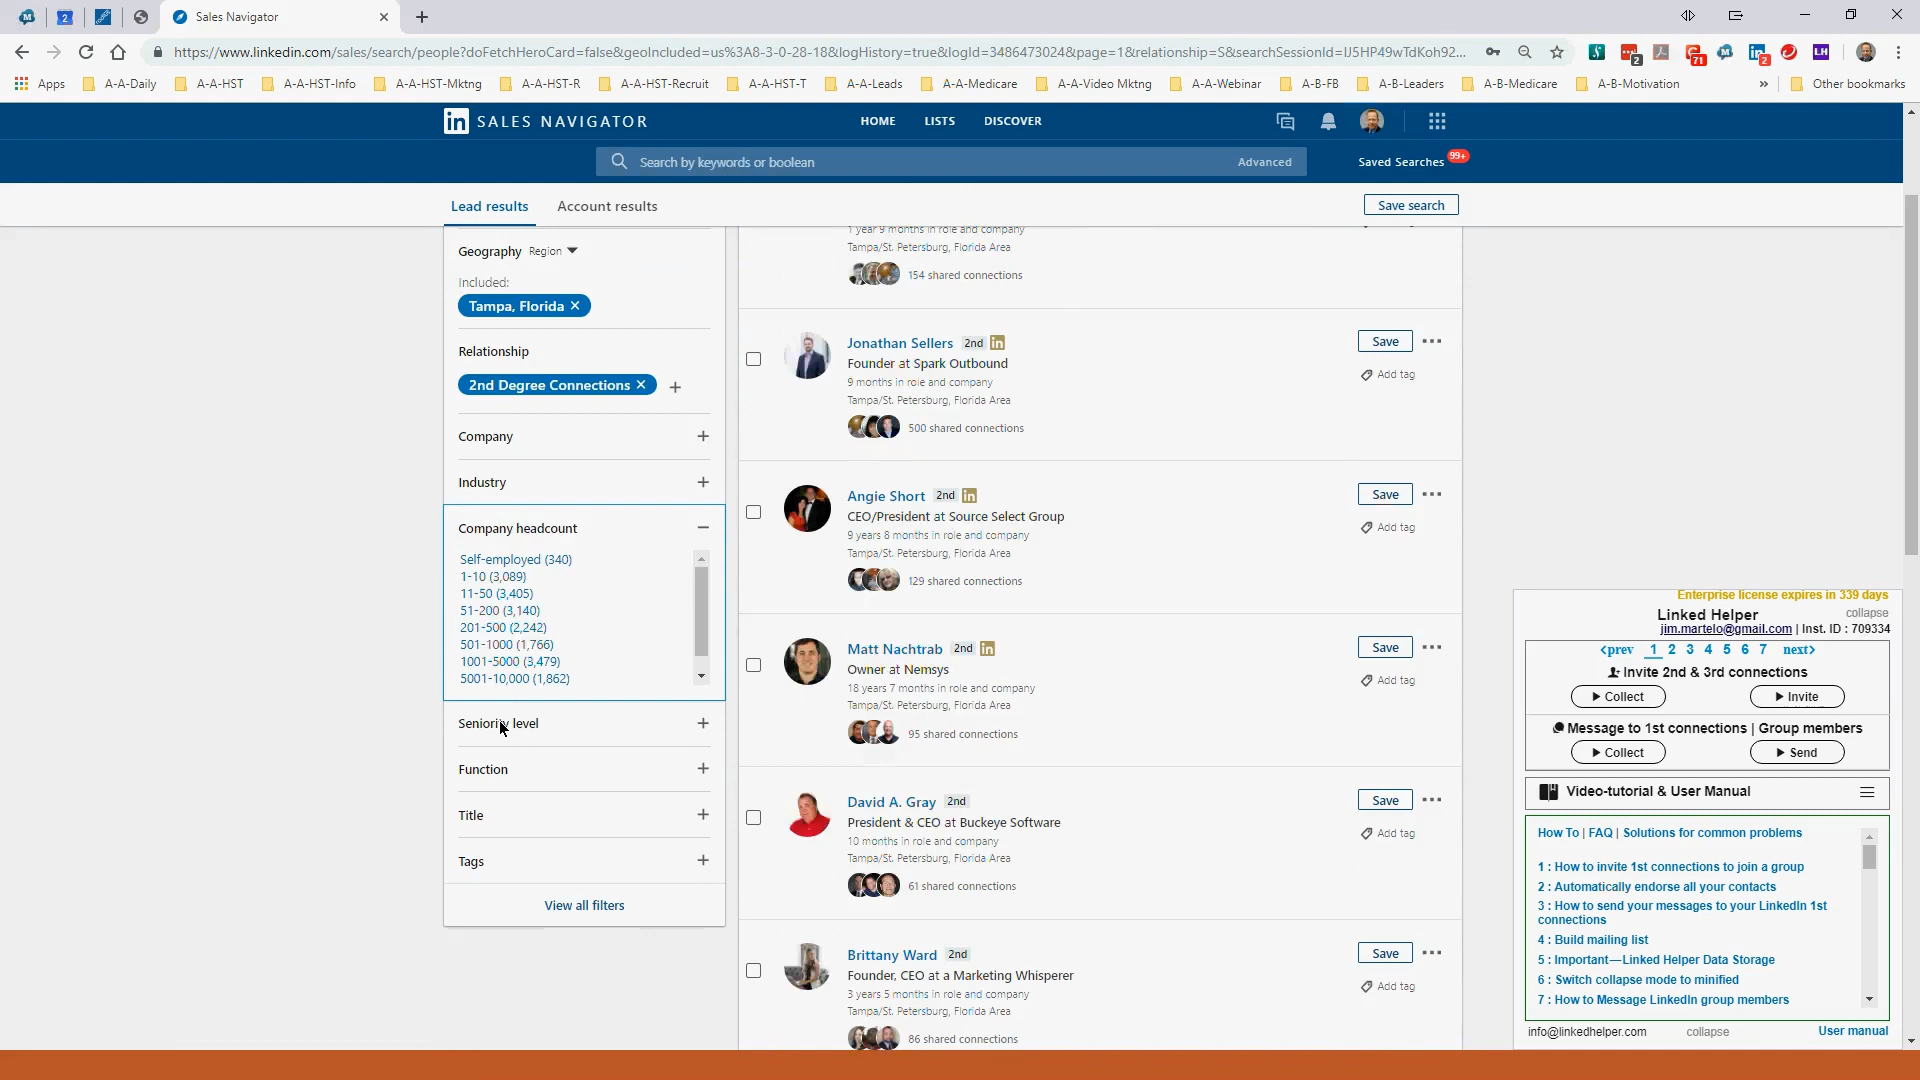 2
Sales Navigator
https://www.linkedin.com/sales/search/people?doFetchHeroCard=false&geoIncluded=us%3A8-3-0-28-18&logHistory=true&logId=3486473024&page=1&relationship=S&searchSessionId=IJ5HP49wTdKoh92...
2
71
2
LH
Apps
A-A-Daily
A-A-HST
A-A-HST-Info
A-A-HST-Mktng
A-A-HST-R
A-A-HST-Recruit
A-A-HST-T
A-A-Leads
A-A-Medicare
A-A-Video Mktng
A-A-Webinar
A-B-FB
A-B-Leaders
A-B-Medicare
A-B-Motivation
»
Other bookmarks
in SALES NAVIGATOR
HOME
LISTS
DISCOVER
Search by keywords or boolean
Advanced
Saved Searches
99+
Lead results
Account results
Save search
Geography Region
Included:
Tampa, Florida ×
Relationship
2nd Degree Connections × +
Company +
Industry +
Company headcount −
Self-employed (340)
1-10 (3,089)
11-50 (3,405)
51-200 (3,140)
201-500 (2,242)
501-1000 (1,766)
1001-5000 (3,479)
5001-10,000 (1,862)
Seniority level +
Function +
Title +
Tags +
View all filters
1 year 9 months in role and company
Tampa/St. Petersburg, Florida Area
154 shared connections
Jonathan Sellers 2nd in
Founder at Spark Outbound
9 months in role and company
Tampa/St. Petersburg, Florida Area
500 shared connections
Save
Add tag
Angie Short 2nd in
CEO/President at Source Select Group
9 years 8 months in role and company
Tampa/St. Petersburg, Florida Area
129 shared connections
Save
Add tag
Matt Nachtrab 2nd in
Owner at Nemsys
18 years 7 months in role and company
Tampa/St. Petersburg, Florida Area
95 shared connections
Save
Add tag
David A. Gray 2nd
President & CEO at Buckeye Software
10 months in role and company
Tampa/St. Petersburg, Florida Area
61 shared connections
Save
Add tag
Brittany Ward 2nd
Founder, CEO at a Marketing Whisperer
3 years 5 months in role and company
Tampa/St. Petersburg, Florida Area
86 shared connections
Save
Add tag
Enterprise license expires in 339 days
Linked Helper
collapse
jim.martelo@gmail.com | Inst. ID : 709334
<prev 1 2 3 4 5 6 7 next>
Invite 2nd & 3rd connections
Collect
Invite
Message to 1st connections | Group members
Collect
Send
Video-tutorial & User Manual
How To | FAQ | Solutions for common problems
1 : How to invite 1st connections to join a group
2 : Automatically endorse all your contacts
3 : How to send your messages to your LinkedIn 1st
connections
4 : Build mailing list
5 : Important—Linked Helper Data Storage
6 : Switch collapse mode to minified
7 : How to Message LinkedIn group members
info@linkedhelper.com
collapse
User manual